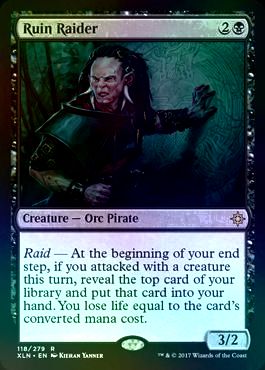 Ruin Raider 2
Creature — Orc Pirate
Raid — At the beginning of your end
step, if you attacked with a creature
this turn, reveal the top card of your
library and put that card into your
hand. You lose life equal to the card's
converted mana cost.
3/2
118/279 R
XLN • EN Kieran Yanner
™ & © 2017 Wizards of the Coast